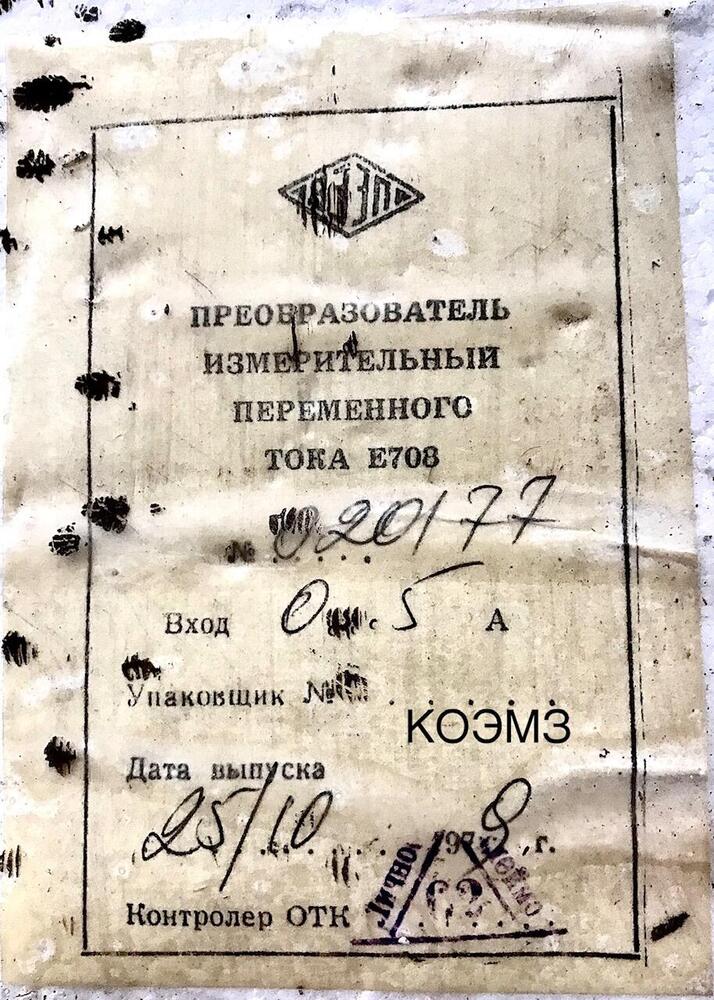 ПРЕОБРАЗОВАТЕЛЬ
ИЗМЕРИТЕЛЬНЫЙ
ПЕРЕМЕННОГО
ТОКА Е708
№ 020177
Вход 0...5 А
Упаковщик №
КОЭМЗ
Дата выпуска
25/10 1979 г.
Контролер ОТК